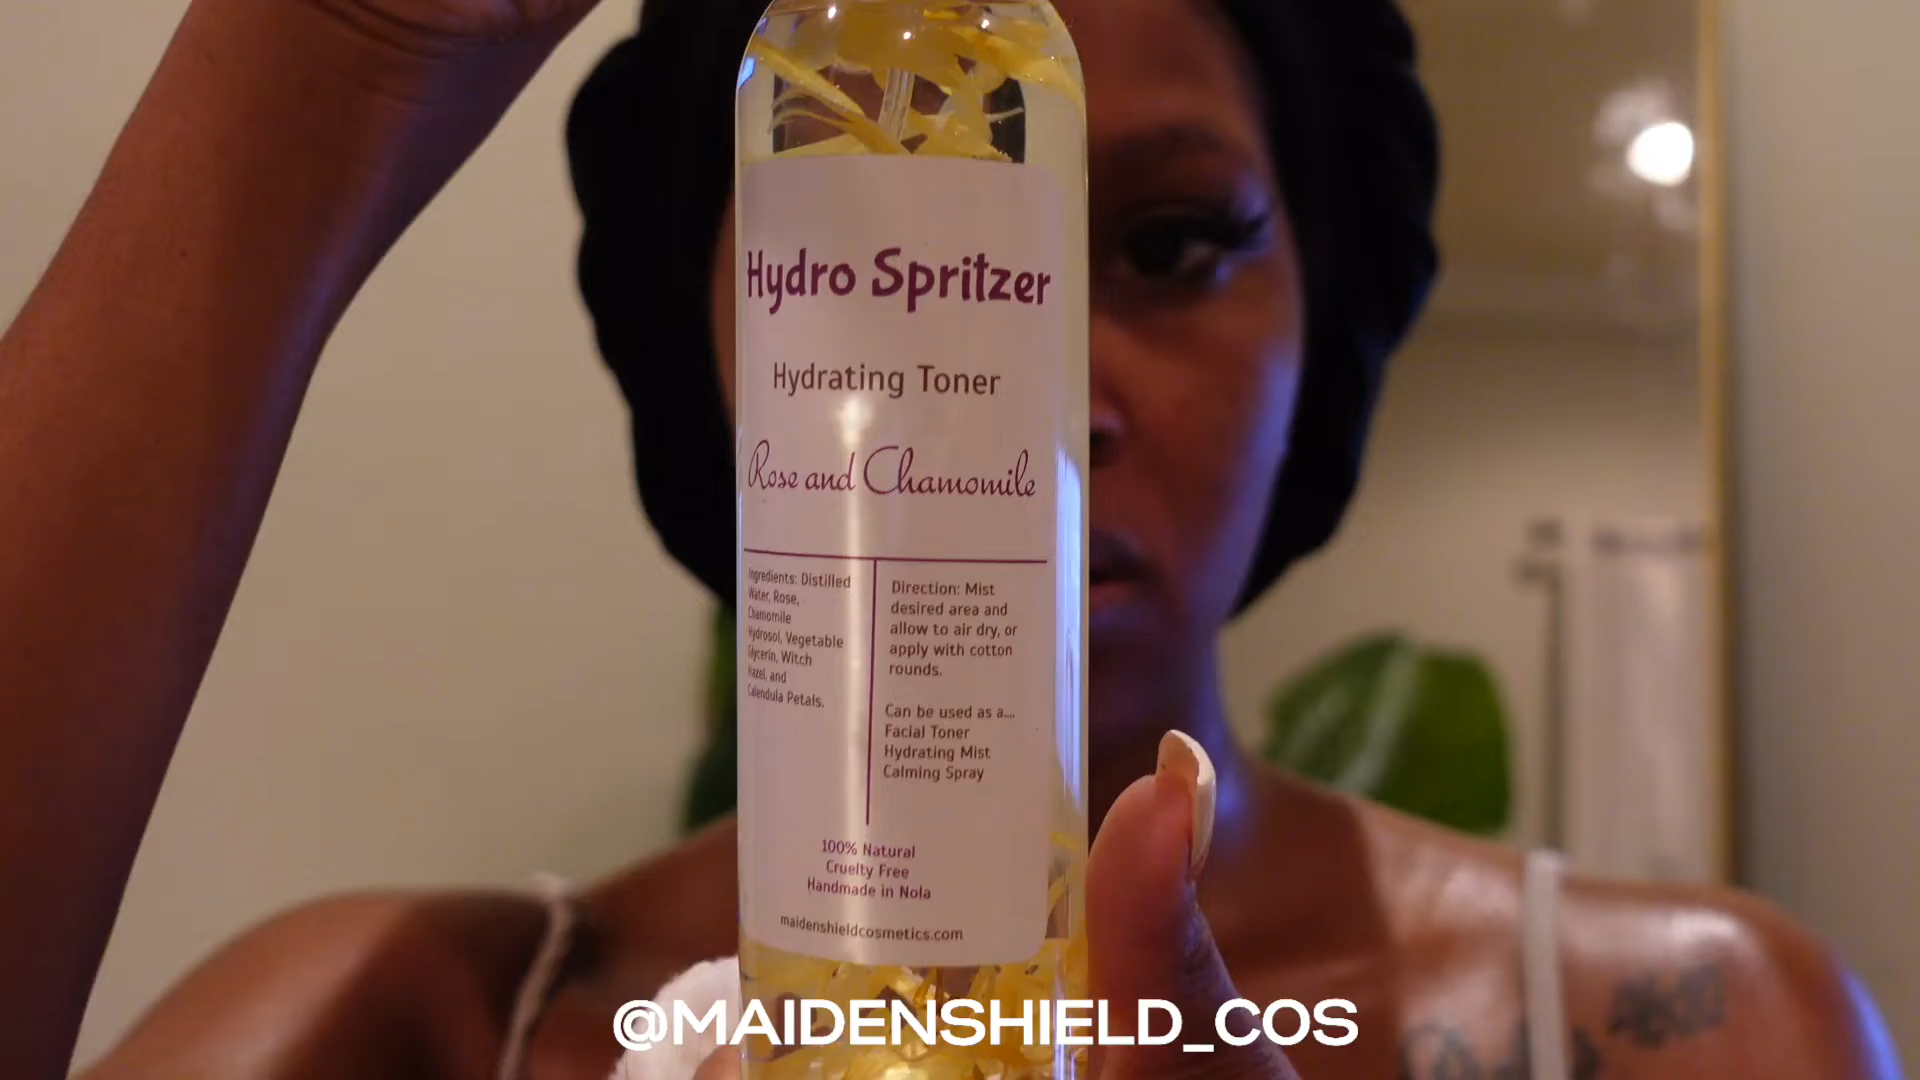 Hydro Spritzer
Hydrating Toner
Rose and Chamomile
Ingredients: Distilled
Water, Rose,
Chamomile
Hydrosol, Vegetable
Glycerin, Witch
Hazel, and
Calendula Petals.
Direction: Mist
desired area and
allow to air dry, or
apply with cotton
rounds.
Can be used as a....
Facial Toner
Hydrating Mist
Calming Spray
100% Natural
Cruelty Free
Handmade in Nola
maidenshieldcosmetics.com
@MAIDENSHIELD_COS